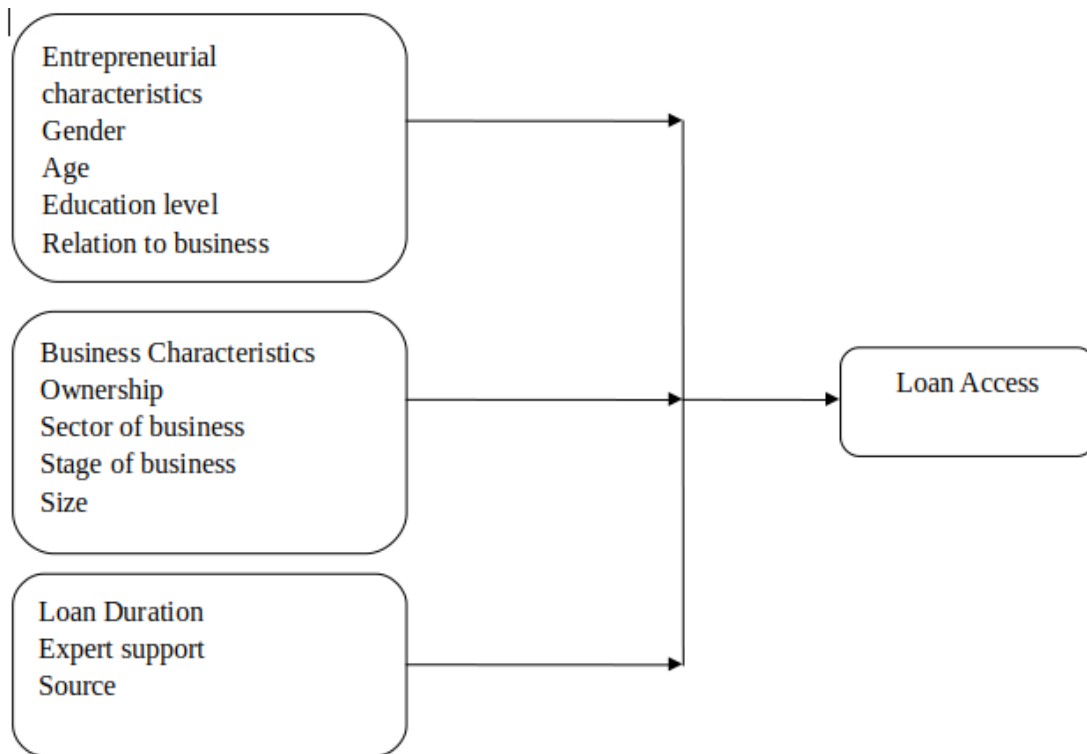 Entrepreneurial
characteristics
Gender
Age
Education level
Relation to business
Business Characteristics
Ownership
Sector of business
Stage of business
Size
Loan Duration
Expert support
Source
Loan Access